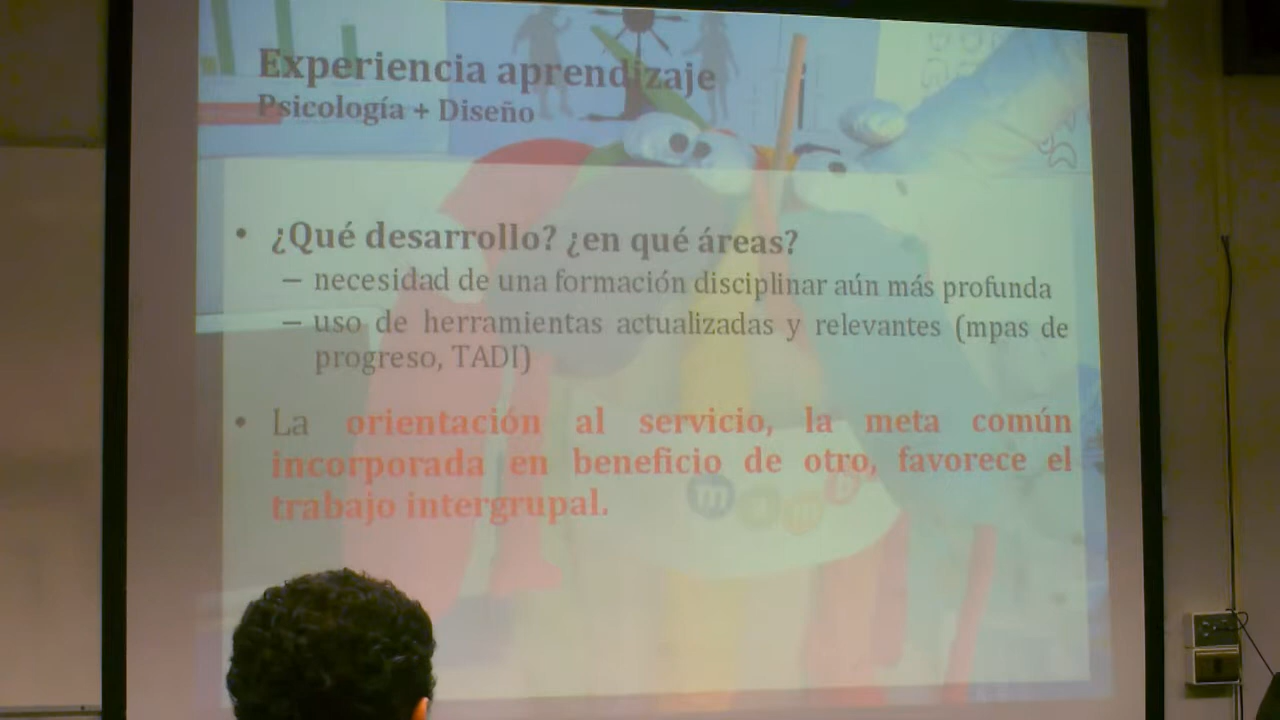 Experiencia aprendizaje
Psicología + Diseño
• ¿Qué desarrollo? ¿en qué áreas?
– necesidad de una formación disciplinar aún más profunda
– uso de herramientas actualizadas y relevantes (mpas de
progreso, TADI)
• La orientación al servicio, la meta común
incorporada en beneficio de otro, favorece el
trabajo intergrupal.